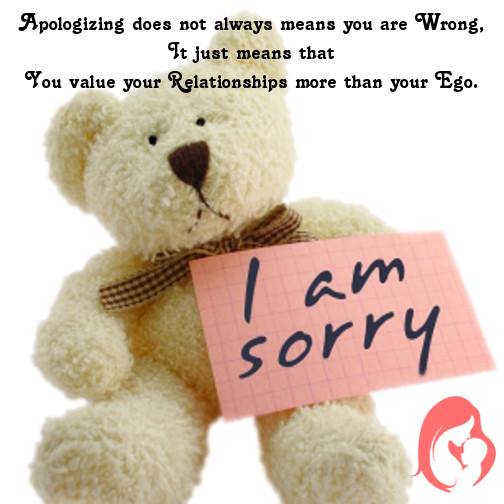 Apologizing does not always means you are Wrong,
It just means that
You value your Relationships more than your Ego.
I am
sorry